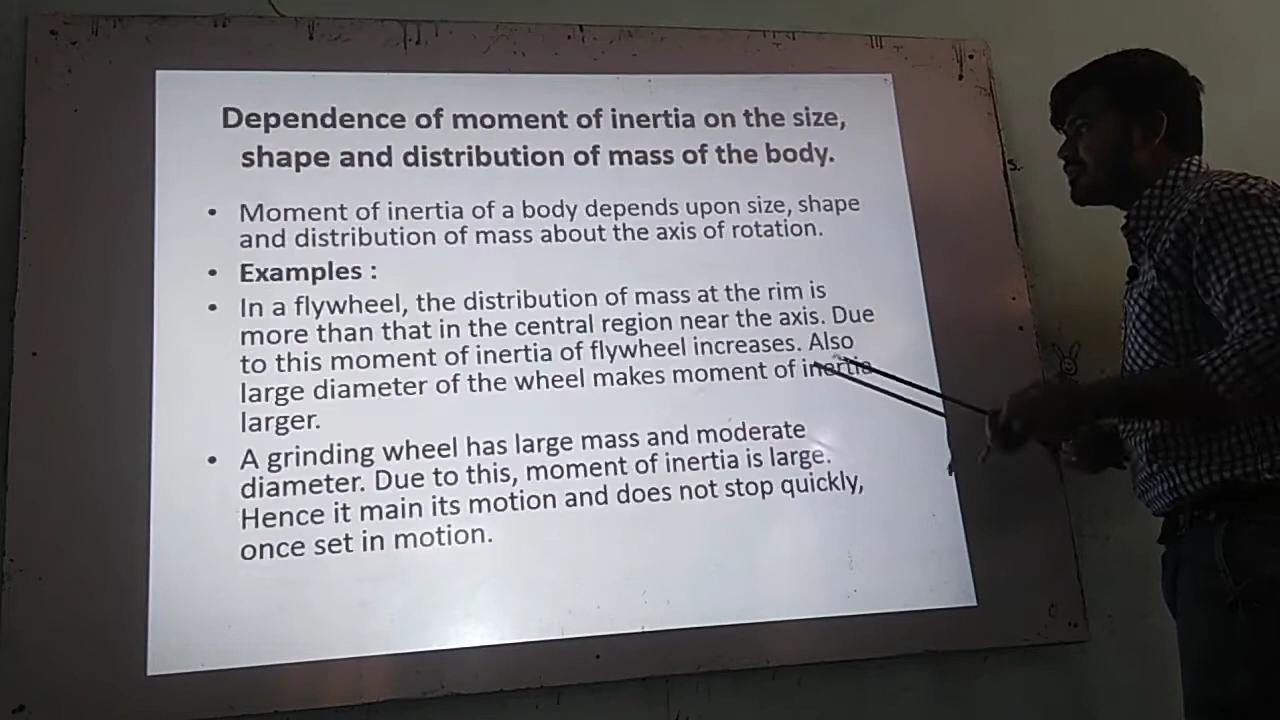 Dependence of moment of inertia on the size,
shape and distribution of mass of the body.
• Moment of inertia of a body depends upon size, shape
and distribution of mass about the axis of rotation.
• Examples :
• In a flywheel, the distribution of mass at the rim is
more than that in the central region near the axis. Due
to this moment of inertia of flywheel increases. Also
large diameter of the wheel makes moment of inertia
larger.
• A grinding wheel has large mass and moderate
diameter. Due to this, moment of inertia is large.
Hence it main its motion and does not stop quickly,
once set in motion.